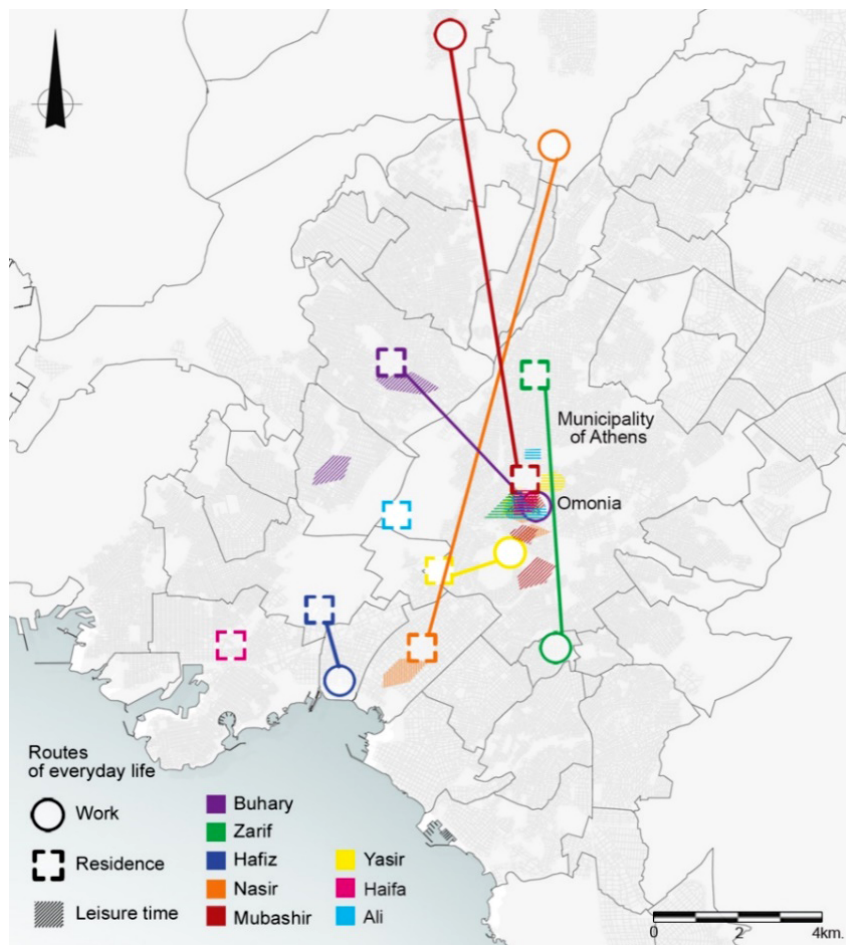 Municipality
of Athens
Omonia
Routes
of everyday life
Work
Residence
Leisure time
Buhary
Zarif
Hafiz
Nasir
Mubashir
Yasir
Haifa
Ali
0 2 4km.